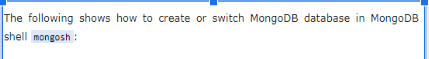 The following shows how to create or switch MongoDB database in MongoDB
shell mongosh: